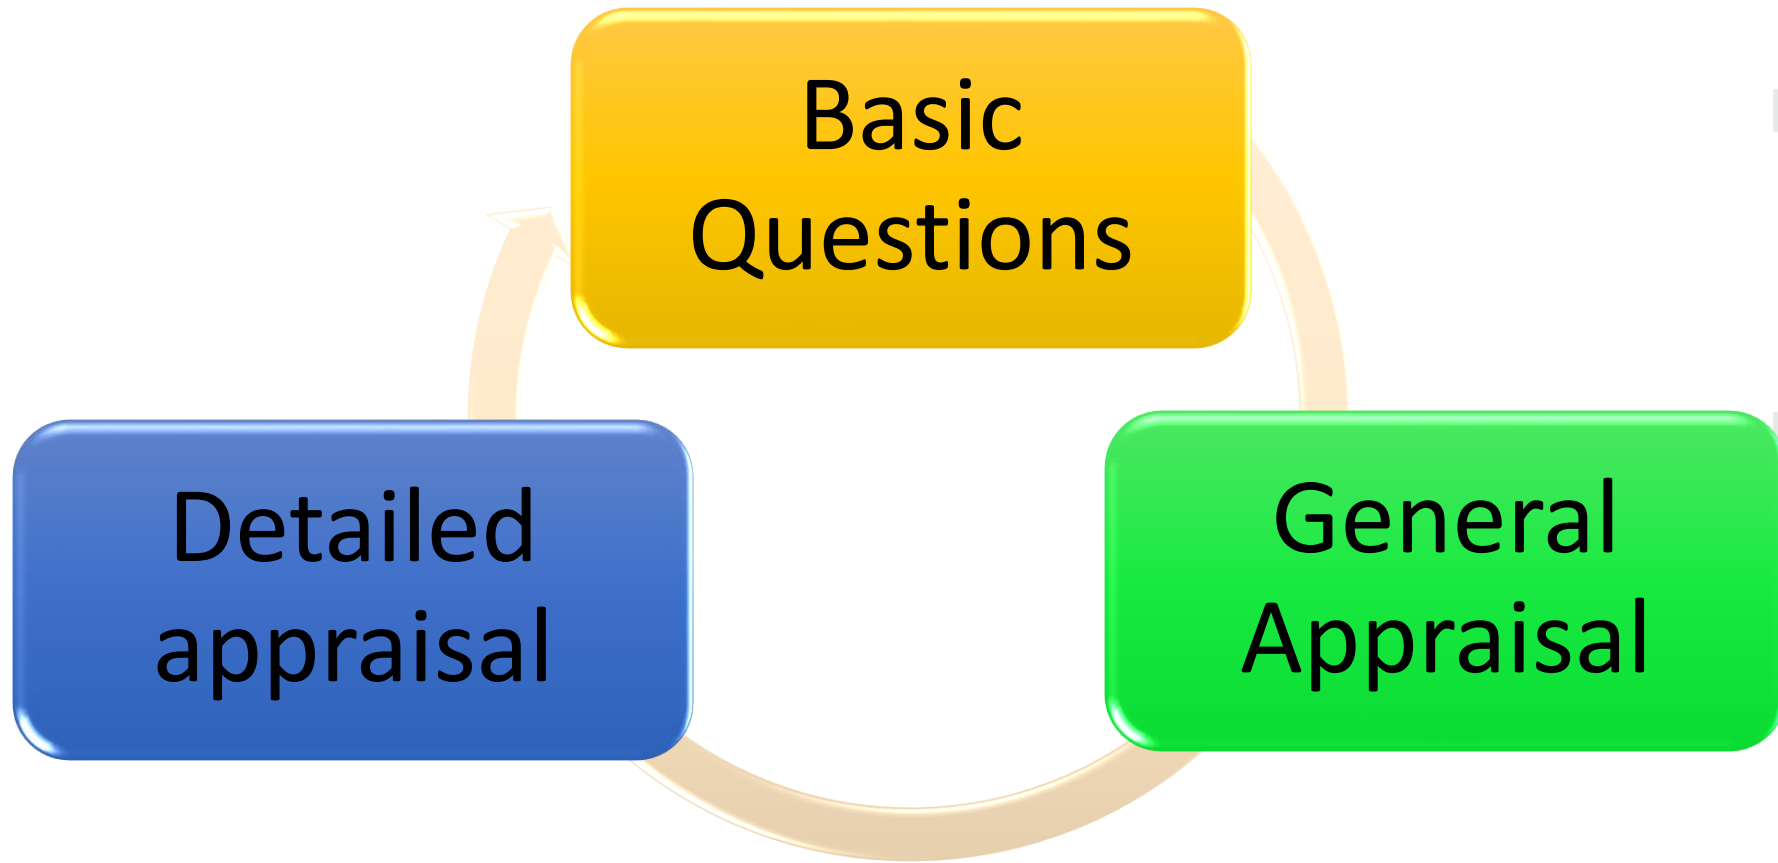 Basic
Questions
General
Appraisal
Detailed
appraisal